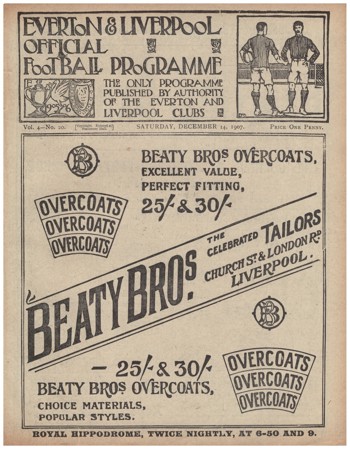 EVERTON & LIVERPOOL
OFFICIAL
FOOTBALL PROGRAMME
THE ONLY PROGRAMME
PUBLISHED BY AUTHORITY
OF THE EVERTON AND
LIVERPOOL CLUBS
SATURDAY, DECEMBER 14, 1907.
PRICE ONE PENNY.
BB
BEATY BROS OVERCOATS,
EXCELLENT VALUE,
PERFECT FITTING,
25/- & 30/-
OVERCOATS
OVERCOATS
OVERCOATS
BEATY BROS.
THE
CELEBRATED TAILORS
CHURCH ST & LONDON RD
LIVERPOOL.
BB
– 25/- & 30/-
BEATY BROS OVERCOATS,
CHOICE MATERIALS,
POPULAR STYLES.
OVERCOATS
OVERCOATS
OVERCOATS
ROYAL HIPPODROME, TWICE NIGHTLY, AT 6-50 AND 9.